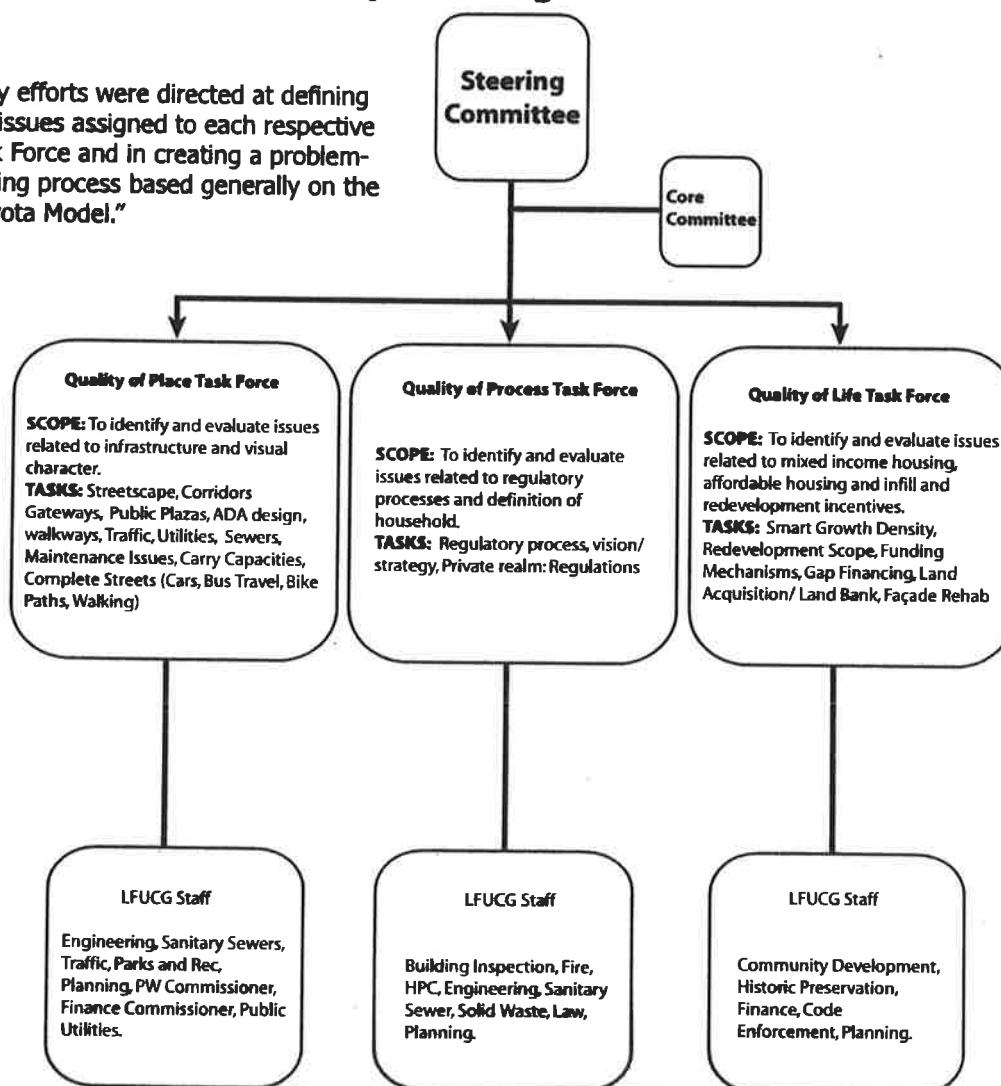 Steering
Committee
y efforts were directed at defining
issues assigned to each respective
Force and in creating a problem-
ing process based generally on the
ota Model."
Core
Committee
Quality of Place Task Force
SCOPE: To identify and evaluate issues
related to infrastructure and visual
character.
TASKS: Streetscape, Corridors
Gateways, Public Plazas, ADA design,
walkways, Traffic, Utilities, Sewers,
Maintenance Issues, Carry Capacities,
Complete Streets (Cars, Bus Travel, Bike
Paths, Walking)
Quality of Process Task Force
SCOPE: To identify and evaluate
issues related to regulatory
processes and definition of
household.
TASKS: Regulatory process, vision/
strategy, Private realm: Regulations
Quality of Life Task Force
SCOPE: To identify and evaluate issues
related to mixed income housing,
affordable housing and infill and
redevelopment incentives.
TASKS: Smart Growth Density,
Redevelopment Scope, Funding
Mechanisms, Gap Financing, Land
Acquisition/ Land Bank, Façade Rehab
LFUCG Staff
Engineering, Sanitary Sewers,
Traffic, Parks and Rec,
Planning, PW Commissioner,
Finance Commissioner, Public
Utilities.
LFUCG Staff
Building Inspection, Fire,
HPC, Engineering, Sanitary
Sewer, Solid Waste, Law,
Planning.
LFUCG Staff
Community Development,
Historic Preservation,
Finance, Code
Enforcement, Planning.